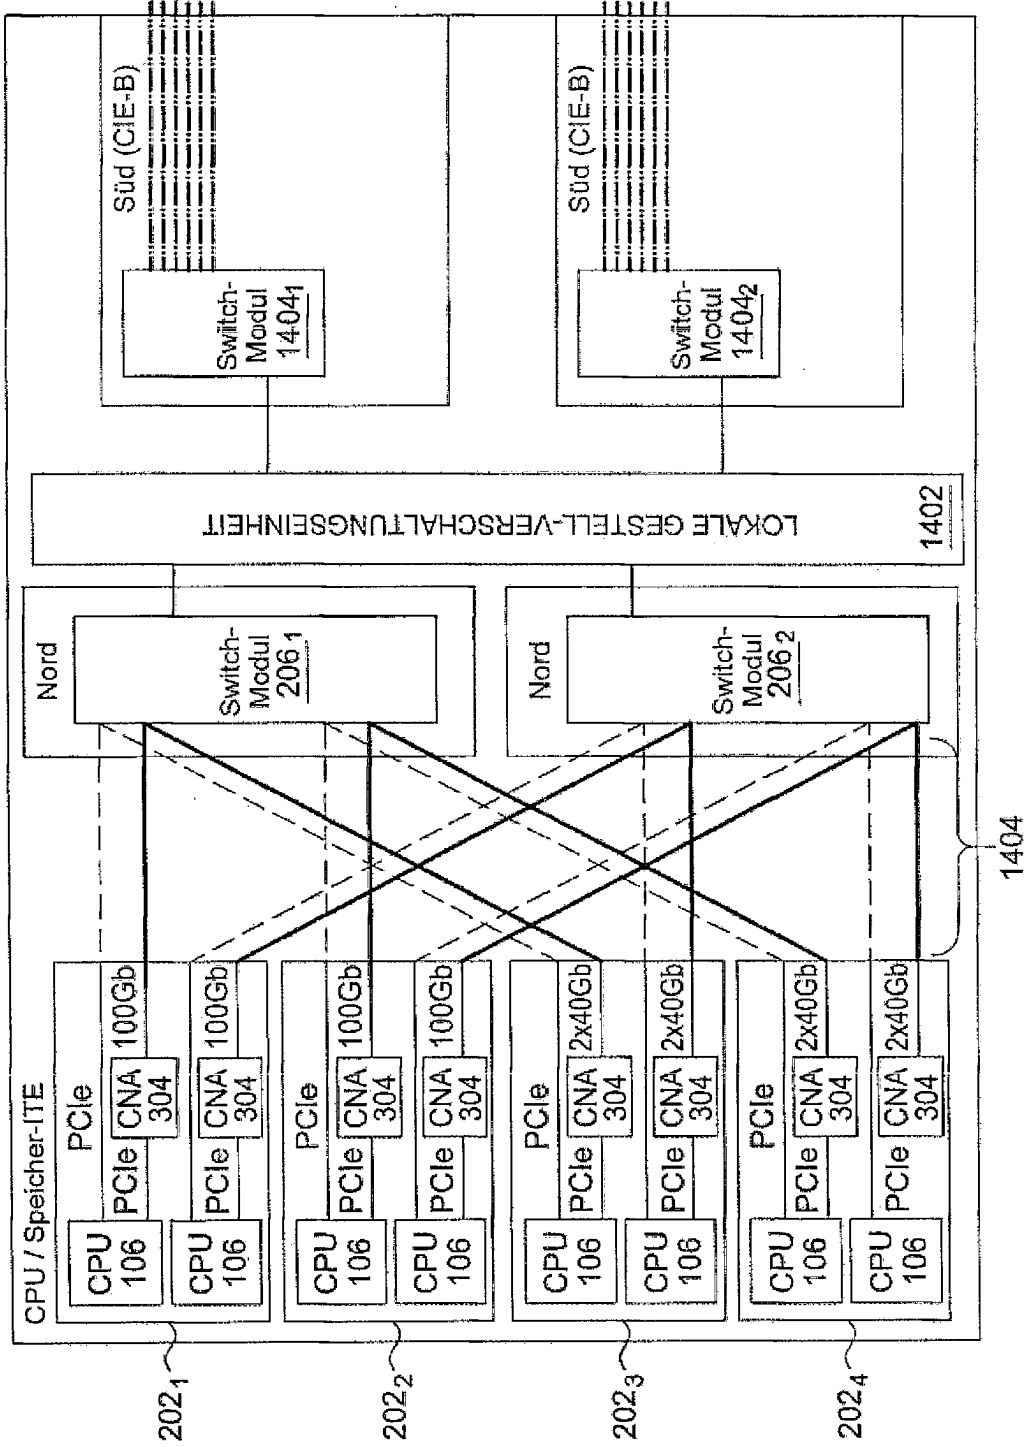 CPU / Speicher-ITE
202₁
CPU
106
PCIe
PCIe
CNA
304
100Gb
CPU
106
PCIe
CNA
304
100Gb
202₂
CPU
106
PCIe
PCIe
CNA
304
100Gb
CPU
106
PCIe
CNA
304
100Gb
202₃
CPU
106
PCIe
PCIe
CNA
304
2x40Gb
CPU
106
PCIe
CNA
304
2x40Gb
202₄
CPU
106
PCIe
PCIe
CNA
304
2x40Gb
CPU
106
PCIe
CNA
304
2x40Gb
1404
Nord
Switch-
Modul
206₁
Nord
Switch-
Modul
206₂
LOKALE GESTELL-VERSCHALTUNGSEINHEIT
1402
Süd (CIE-B)
Switch-
Modul
1404₁
Süd (CIE-B)
Switch-
Modul
1404₂